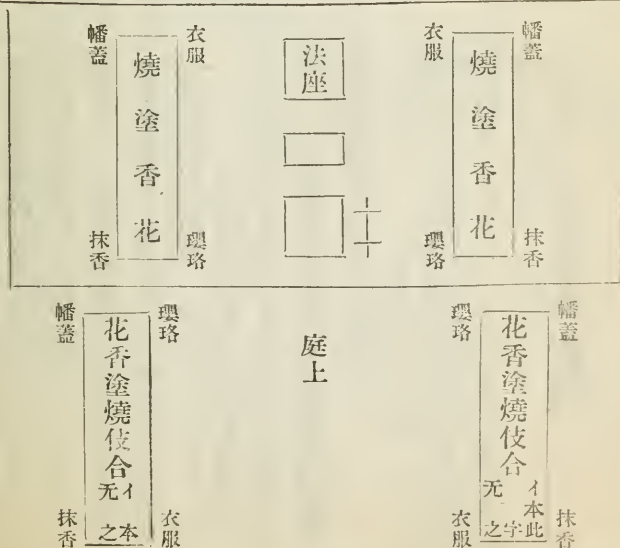 幡蓋
衣服
燒塗香花
瓔珞
抹香
法座
衣服
幡蓋
燒塗香花
瓔珞
抹香
庭上
幡蓋
瓔珞
花香塗燒伎合
イ本此字无之
衣服
抹香
瓔珞
幡蓋
花香塗燒伎合
イ本无之
衣服
抹香